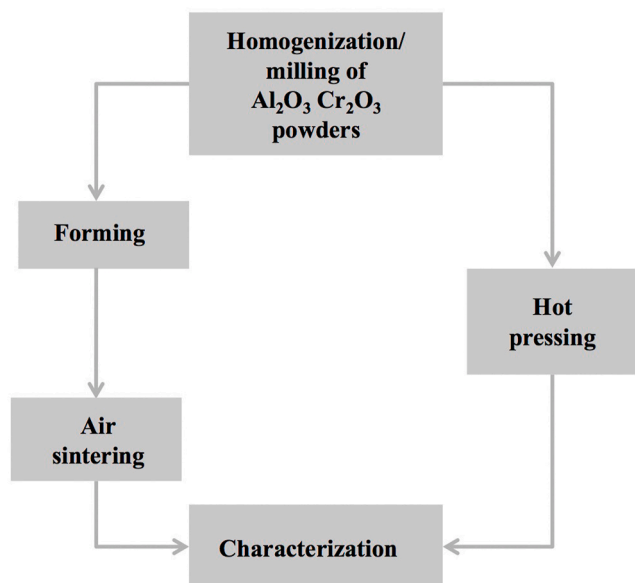 Homogenization/
milling of
Al₂O₃ Cr₂O₃
powders
Forming
Hot
pressing
Air
sintering
Characterization